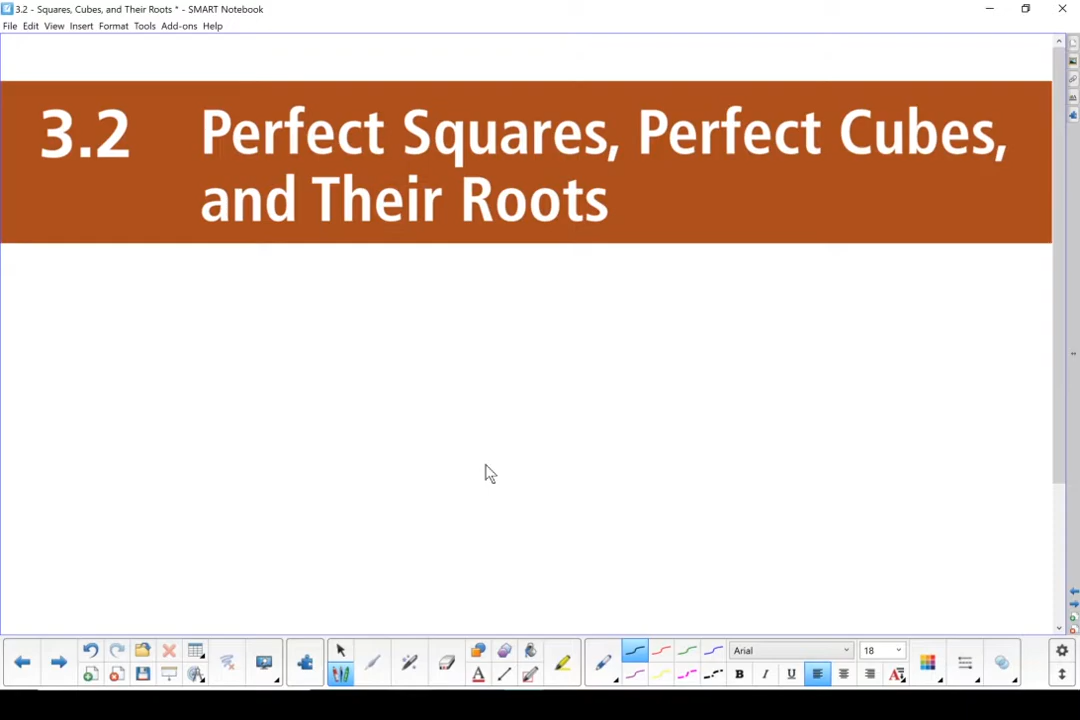 3.2 - Squares, Cubes, and Their Roots * - SMART Notebook
File Edit View Insert Format Tools Add-ons Help
3.2 Perfect Squares, Perfect Cubes,
and Their Roots
Arial 18
B I U A